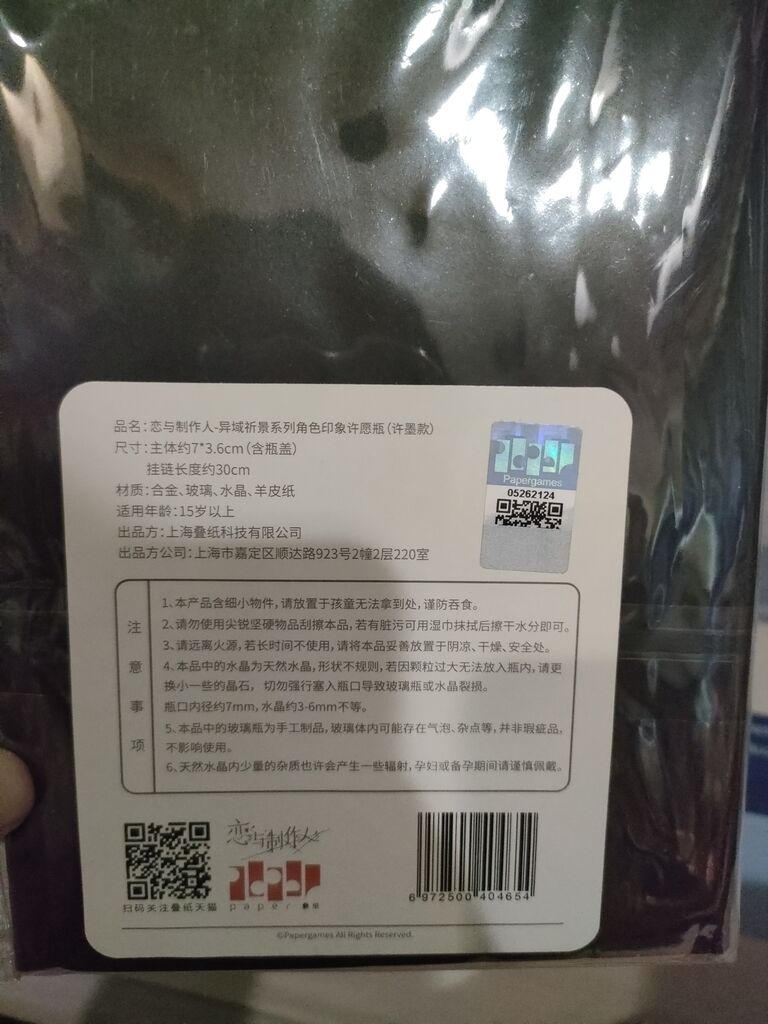 品名:恋与制作人-异域祈景系列角色印象许愿瓶(许墨款)
尺寸:主体约7*3.6cm(含瓶盖)
挂链长度约30cm
材质:合金、玻璃、水晶、羊皮纸
适用年龄:15岁以上
出品方:上海叠纸科技有限公司
出品方公司:上海市嘉定区顺达路923号2幢2层220室
paper
Papergames
05262124
注意事项
1、本产品含细小物件,请放置于孩童无法拿到处,谨防吞食。
2、请勿使用尖锐坚硬物品刮擦本品,若有脏污可用湿巾抹拭后擦干水分即可。
3、请远离火源,若长时间不使用,请将本品妥善放置于阴凉、干燥、安全处。
4、本品中的水晶为天然水晶,形状不规则,若因颗粒过大无法放入瓶内,请更
换小一些的晶石, 切勿强行塞入瓶口导致玻璃瓶或水晶裂损。
瓶口内径约7mm,水晶约3-6mm不等。
5、本品中的玻璃瓶为手工制品,玻璃体内可能存在气泡、杂点等,并非瑕疵品,
不影响使用。
6、天然水晶内少量的杂质也许会产生一些辐射,孕妇或备孕期间请谨慎佩戴。
扫码关注叠纸天猫
恋与制作人
paper
paper 叠纸
6 972500 404654
©Papergames All Rights Reserved.